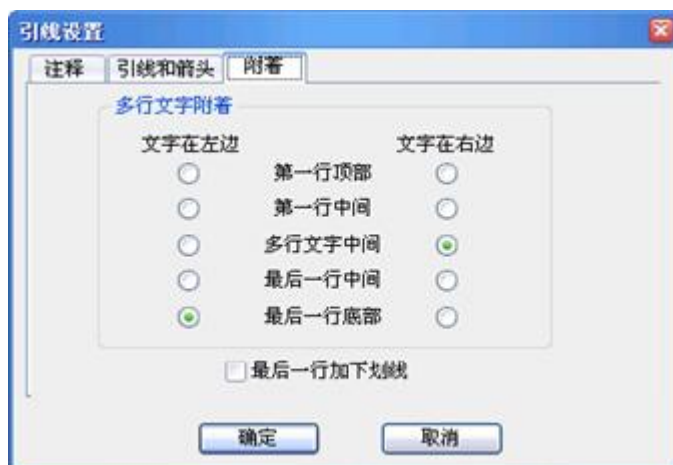 引线设置
注释 引线和箭头 附着
多行文字附着
文字在左边 文字在右边
第一行顶部
第一行中间
多行文字中间
最后一行中间
最后一行底部
最后一行加下划线
确定 取消